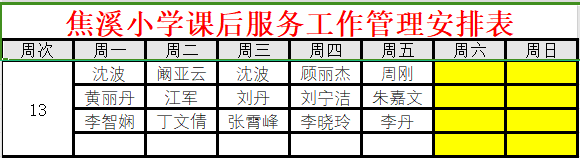 焦溪小学课后服务工作管理安排表
周次 周一 周二 周三 周四 周五 周六 周日
沈波 阚亚云 沈波 顾丽杰 周刚
13 黄丽丹 江军 刘丹 刘宁洁 朱嘉文
李智娴 丁文倩 张霄峰 李晓玲 李丹